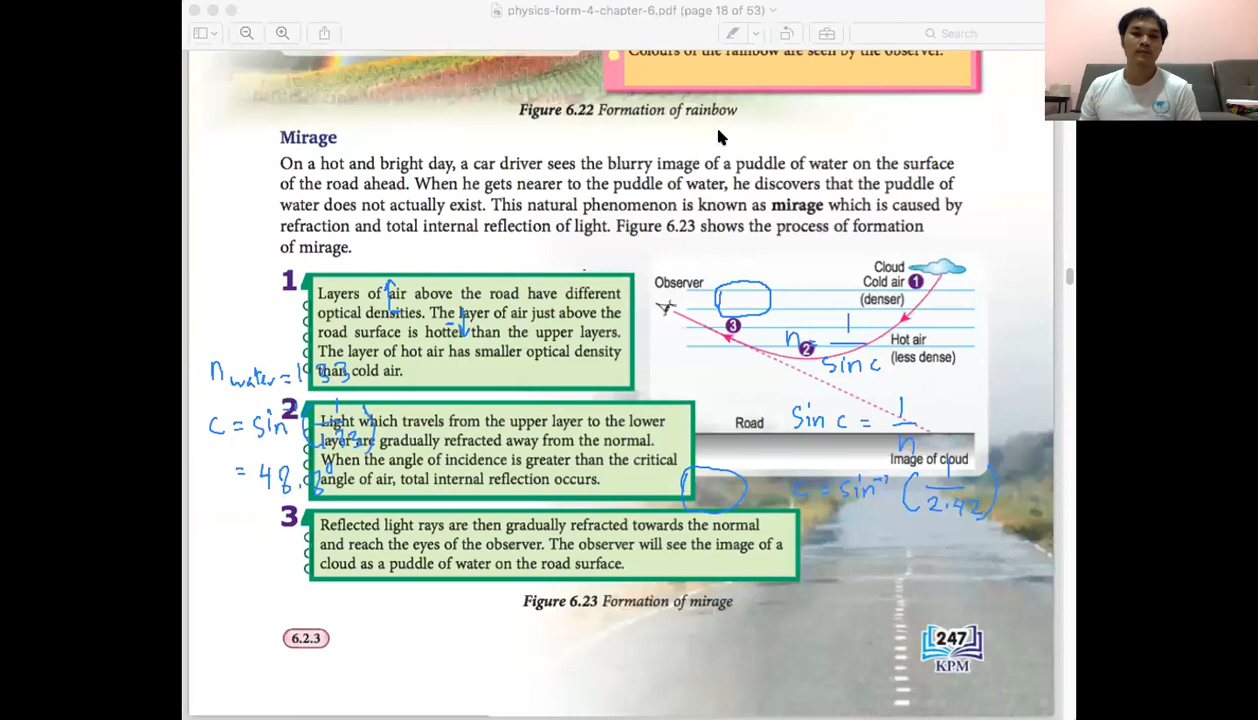 physics-form-4-chapter-6.pdf (page 18 of 53)
Search
Colours of the rainbow are seen by the observer.
Figure 6.22 Formation of rainbow
Mirage
On a hot and bright day, a car driver sees the blurry image of a puddle of water on the surface
of the road ahead. When he gets nearer to the puddle of water, he discovers that the puddle of
water does not actually exist. This natural phenomenon is known as mirage which is caused by
refraction and total internal reflection of light. Figure 6.23 shows the process of formation
of mirage.
1
Layers of air above the road have different
optical densities. The layer of air just above the
road surface is hotter than the upper layers.
The layer of hot air has smaller optical density
than cold air.
n water = 1.33
2
Light which travels from the upper layer to the lower
layer are gradually refracted away from the normal.
When the angle of incidence is greater than the critical
angle of air, total internal reflection occurs.
c = sin⁻ (1/1.33)
= 48.8°
3
Reflected light rays are then gradually refracted towards the normal
and reach the eyes of the observer. The observer will see the image of a
cloud as a puddle of water on the road surface.
Observer
Cloud
Cold air 1
(denser)
3
2
Hot air
(less dense)
n = 1/sin c
Road
sin c = 1/n
Image of cloud
c = sin⁻¹ (1/2.42)
Figure 6.23 Formation of mirage
6.2.3
247
KPM